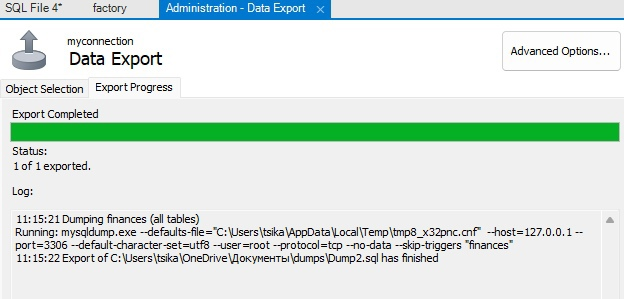 SQL File 4* factory Administration - Data Export ×
myconnection
Data Export
Advanced Options...
Object Selection Export Progress
Export Completed
Status:
1 of 1 exported.
Log:
11:15:21 Dumping finances (all tables)
Running: mysqldump.exe --defaults-file="C:\Users\tsika\AppData\Local\Temp\tmp8_x32pnc.cnf" --host=127.0.0.1 --
port=3306 --default-character-set=utf8 --user=root --protocol=tcp --no-data --skip-triggers "finances"
11:15:22 Export of C:\Users\tsika\OneDrive\Документы\dumps\Dump2.sql has finished